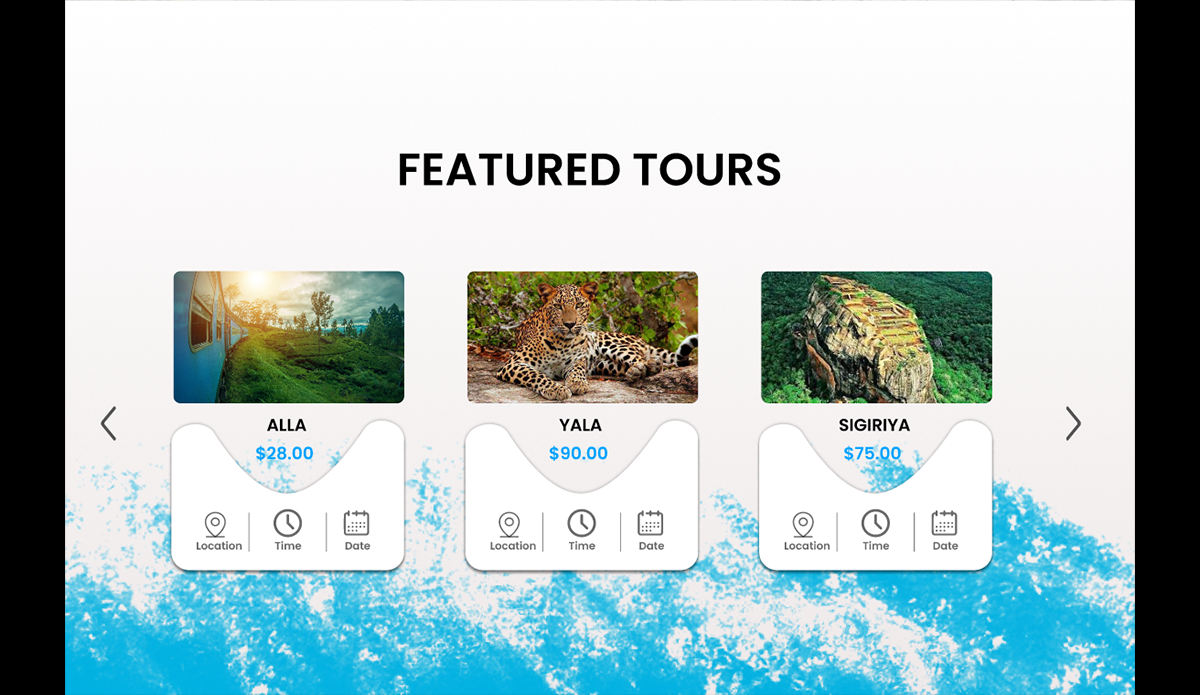 FEATURED TOURS
ALLA
$28.00
Location
Time
Date
YALA
$90.00
Location
Time
Date
SIGIRIYA
$75.00
Location
Time
Date